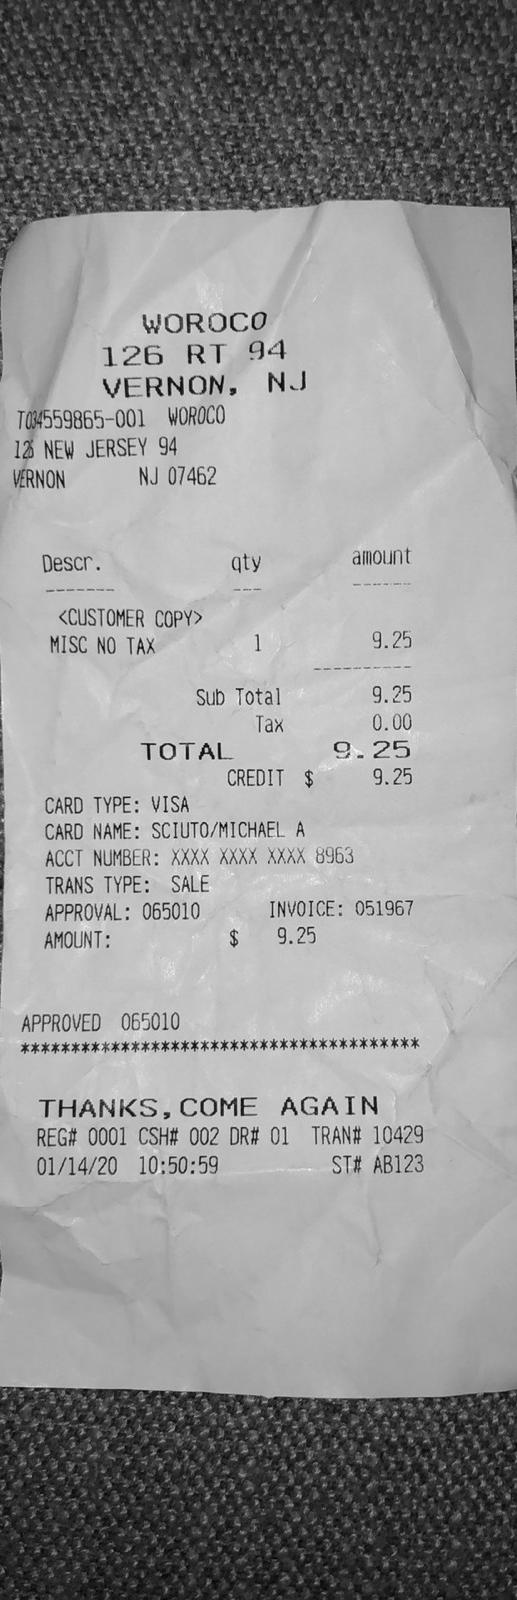 WOROCO
126 RT 94
VERNON, NJ
T034559865-001 WOROCO
126 NEW JERSEY 94
VERNON NJ 07462
Descr. qty amount
------- --- -------
<CUSTOMER COPY>
MISC NO TAX 1 9.25
----------
Sub Total 9.25
Tax 0.00
TOTAL 9.25
CREDIT $ 9.25
CARD TYPE: VISA
CARD NAME: SCIUTO/MICHAEL A
ACCT NUMBER: XXXX XXXX XXXX 8963
TRANS TYPE: SALE
APPROVAL: 065010 INVOICE: 051967
AMOUNT: $ 9.25
APPROVED 065010
****************************************
THANKS,COME AGAIN
REG# 0001 CSH# 002 DR# 01 TRAN# 10429
01/14/20 10:50:59 ST# AB123